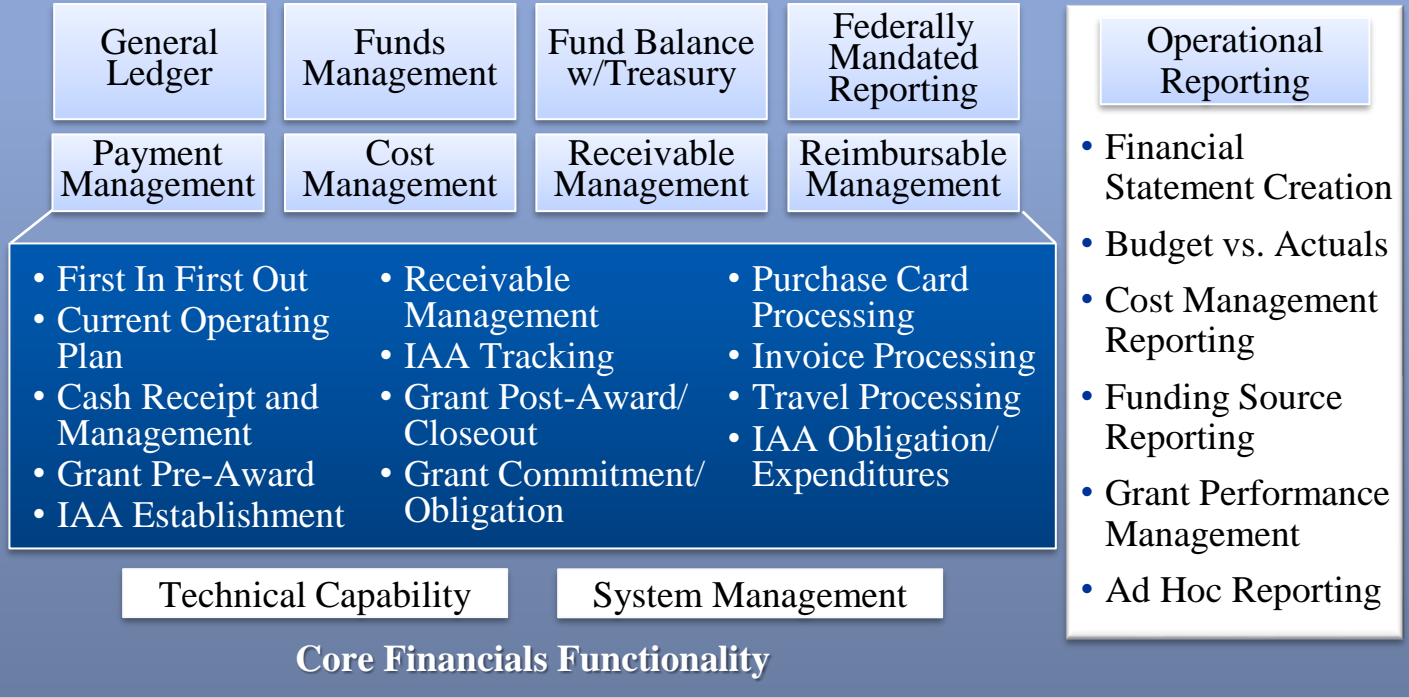 General
Ledger
Funds
Management
Fund Balance
w/Treasury
Federally
Mandated
Reporting
Payment
Management
Cost
Management
Receivable
Management
Reimbursable
Management
• First In First Out
• Current Operating
Plan
• Cash Receipt and
Management
• Grant Pre-Award
• IAA Establishment
• Receivable
Management
• IAA Tracking
• Grant Post-Award/
Closeout
• Grant Commitment/
Obligation
• Purchase Card
Processing
• Invoice Processing
• Travel Processing
• IAA Obligation/
Expenditures
Technical Capability
System Management
Core Financials Functionality
Operational
Reporting
• Financial
Statement Creation
• Budget vs. Actuals
• Cost Management
Reporting
• Funding Source
Reporting
• Grant Performance
Management
• Ad Hoc Reporting